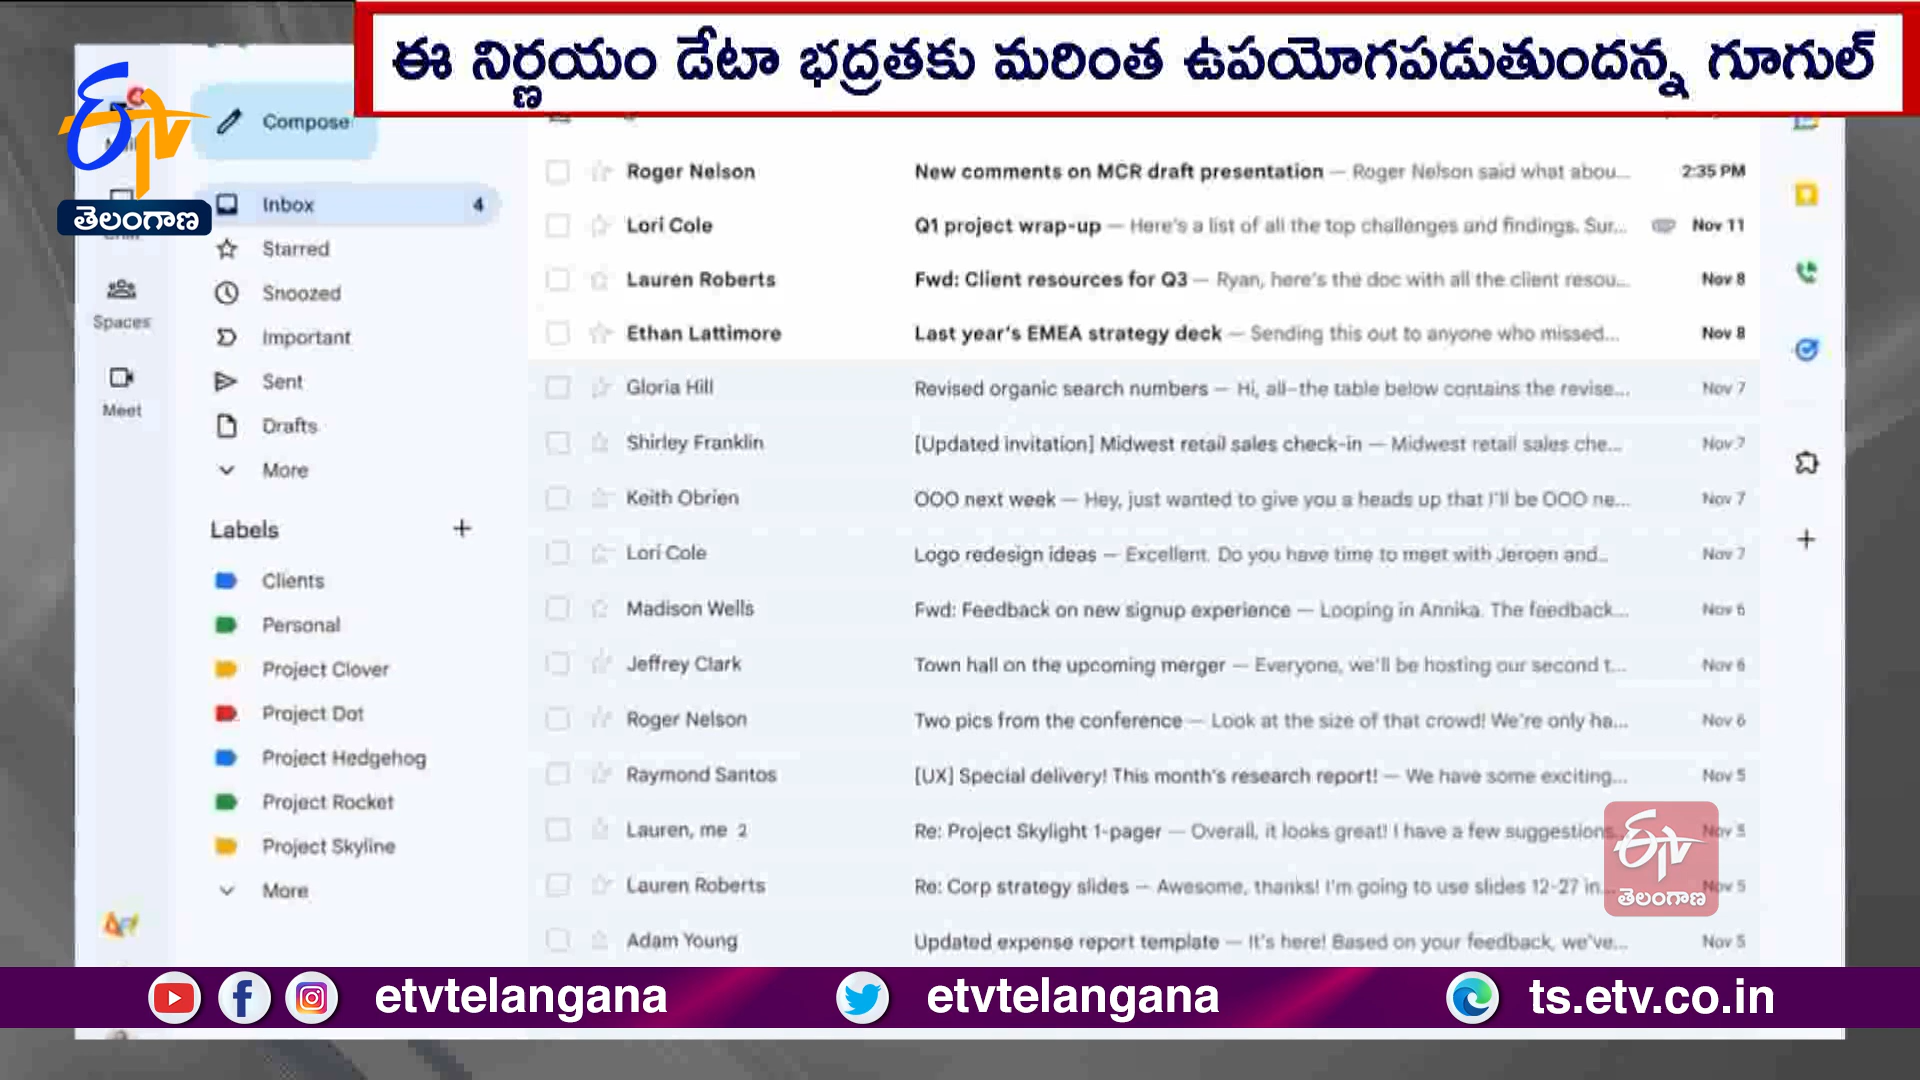 ఈ నిర్ణయం డేటా భద్రతకు మరింత ఉపయోగపడుతుందన్న గూగుల్
ETV
తెలంగాణ
Compose
Inbox 4
Starred
Snoozed
Important
Sent
Drafts
More
Spaces
Meet
Labels +
Clients
Personal
Project Clover
Project Dot
Project Hedgehog
Project Rocket
Project Skyline
More
Roger Nelson New comments on MCR draft presentation — Roger Nelson said what abou... 2:35 PM
Lori Cole Q1 project wrap-up — Here's a list of all the top challenges and findings. Sur... Nov 11
Lauren Roberts Fwd: Client resources for Q3 — Ryan, here's the doc with all the client resou... Nov 8
Ethan Lattimore Last year's EMEA strategy deck — Sending this out to anyone who missed... Nov 8
Gloria Hill Revised organic search numbers — Hi, all–the table below contains the revise... Nov 7
Shirley Franklin [Updated invitation] Midwest retail sales check-in — Midwest retail sales che... Nov 7
Keith Obrien OOO next week — Hey, just wanted to give you a heads up that I'll be OOO ne... Nov 7
Lori Cole Logo redesign ideas — Excellent. Do you have time to meet with Jeroen and... Nov 7
Madison Wells Fwd: Feedback on new signup experience — Looping in Annika. The feedback... Nov 6
Jeffrey Clark Town hall on the upcoming merger — Everyone, we'll be hosting our second t... Nov 6
Roger Nelson Two pics from the conference — Look at the size of that crowd! We're only ha... Nov 6
Raymond Santos [UX] Special delivery! This month's research report! — We have some exciting... Nov 5
Lauren, me 2 Re: Project Skylight 1-pager — Overall, it looks great! I have a few suggestions... Nov 5
Lauren Roberts Re: Corp strategy slides — Awesome, thanks! I'm going to use slides 12-27 in... Nov 5
Adam Young Updated expense report template — It's here! Based on your feedback, we've... Nov 5
ETV
తెలంగాణ
etvtelangana etvtelangana ts.etv.co.in